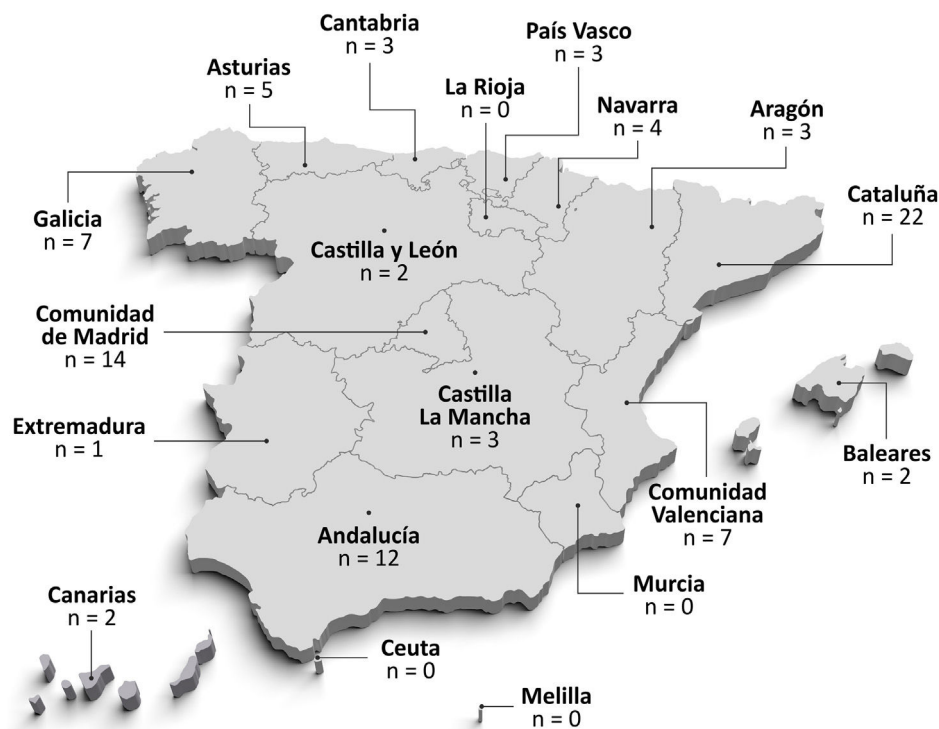 Cantabria
n = 3
País Vasco
n = 3
Asturias
n = 5
La Rioja
n = 0
Navarra
n = 4
Aragón
n = 3
Galicia
n = 7
Cataluña
n = 22
Castilla y León
n = 2
Comunidad
de Madrid
n = 14
Castilla
La Mancha
n = 3
Extremadura
n = 1
Baleares
n = 2
Comunidad
Valenciana
n = 7
Andalucía
n = 12
Murcia
n = 0
Canarias
n = 2
Ceuta
n = 0
Melilla
n = 0